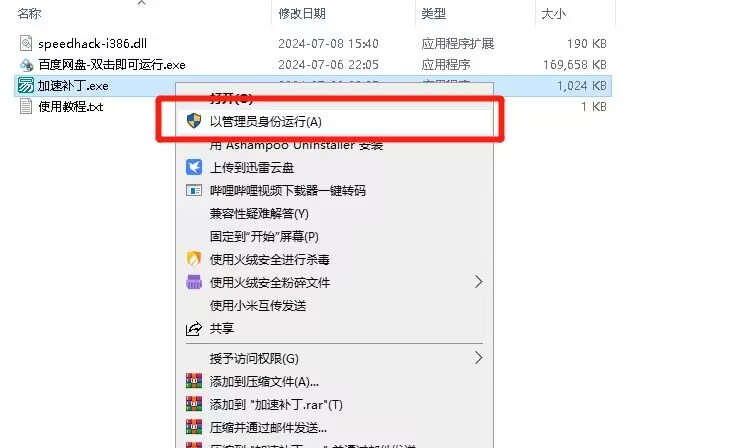 名称 修改日期 类型 大小
speedhack-i386.dll 2024-07-08 15:40 应用程序扩展 190 KB
百度网盘-双击即可运行.exe 2024-07-06 22:05 应用程序 169,658 KB
加速补丁.exe 应用程序 1,024 KB
使用教程.txt 1 KB
打开(O)
以管理员身份运行(A)
用 Ashampoo Uninstaller 安装
上传到迅雷云盘
哔哩哔哩视频下载器一键转码
兼容性疑难解答(Y)
固定到"开始"屏幕(P)
使用火绒安全进行杀毒
使用火绒安全粉碎文件
使用小米互传发送
共享
授予访问权限(G)
添加到压缩文件(A)...
添加到 "加速补丁.rar"(T)
压缩并通过邮件发送...